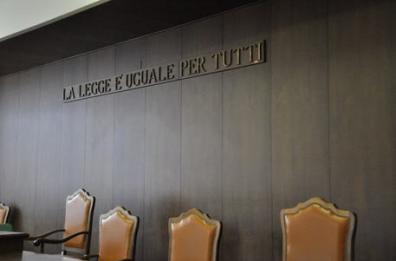 LA LEGGE E' UGUALE PER TUTTI